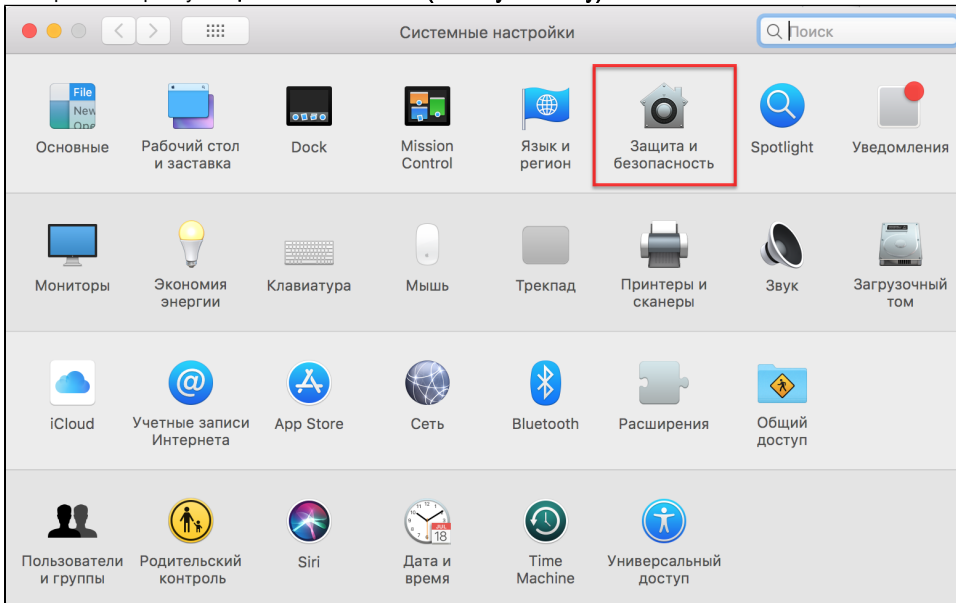 Системные настройки
Поиск
File
New
Ope
Основные
Рабочий стол
и заставка
Dock
Mission
Control
Язык и
регион
Защита и
безопасность
Spotlight
Уведомления
Мониторы
Экономия
энергии
Клавиатура
Мышь
Трекпад
Принтеры и
сканеры
Звук
Загрузочный
том
iCloud
Учетные записи
Интернета
App Store
Сеть
Bluetooth
Расширения
Общий
доступ
Пользователи
и группы
Родительский
контроль
Siri
JUL
18
Дата и
время
Time
Machine
Универсальный
доступ